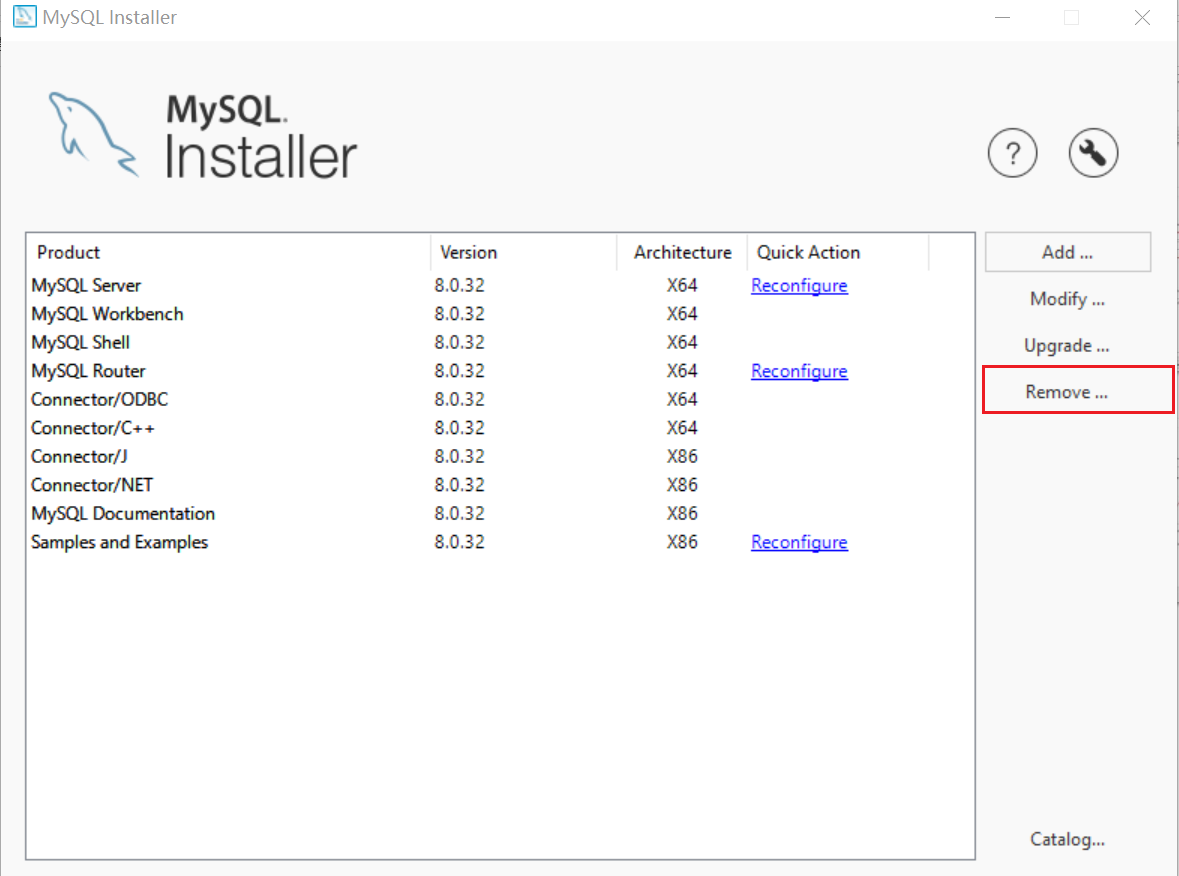 MySQL Installer
MySQL.
Installer
?
Product Version Architecture Quick Action
MySQL Server 8.0.32 X64 Reconfigure
MySQL Workbench 8.0.32 X64
MySQL Shell 8.0.32 X64
MySQL Router 8.0.32 X64 Reconfigure
Connector/ODBC 8.0.32 X64
Connector/C++ 8.0.32 X64
Connector/J 8.0.32 X86
Connector/NET 8.0.32 X86
MySQL Documentation 8.0.32 X86
Samples and Examples 8.0.32 X86 Reconfigure
Add ...
Modify ...
Upgrade ...
Remove ...
Catalog...